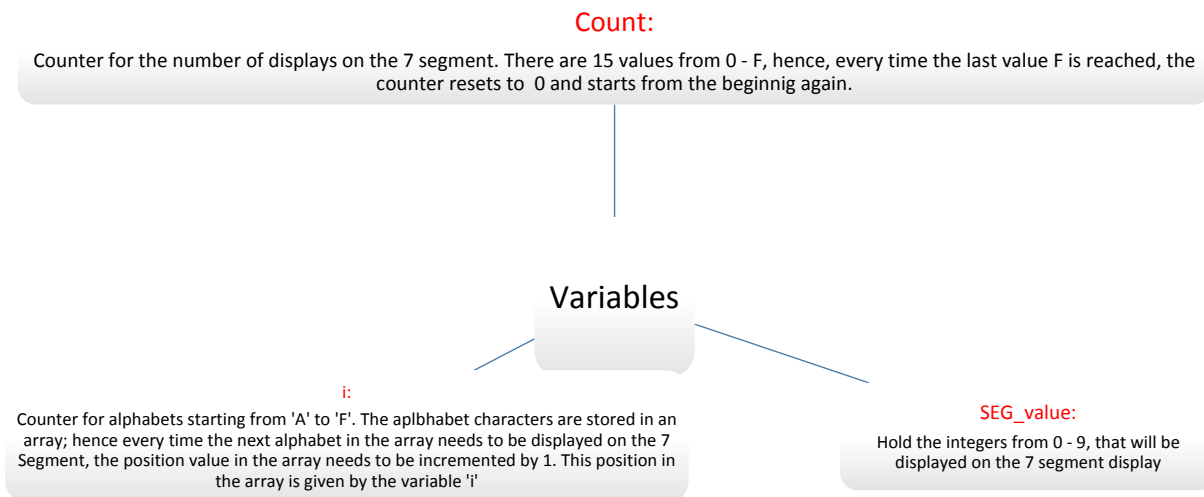 Count:
Counter for the number of displays on the 7 segment. There are 15 values from 0 - F, hence, every time the last value F is reached, the
counter resets to  0 and starts from the beginnig again.
Variables
i:
Counter for alphabets starting from 'A' to 'F'. The aplbhabet characters are stored in an
array; hence every time the next alphabet in the array needs to be displayed on the 7
Segment, the position value in the array needs to be incremented by 1. This position in
the array is given by the variable 'i'
SEG_value:
Hold the integers from 0 - 9, that will be
displayed on the 7 segment display